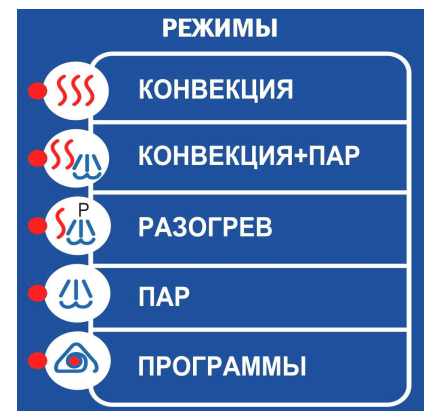 РЕЖИМЫ
КОНВЕКЦИЯ
КОНВЕКЦИЯ+ПАР
P
РАЗОГРЕВ
ПАР
ПРОГРАММЫ